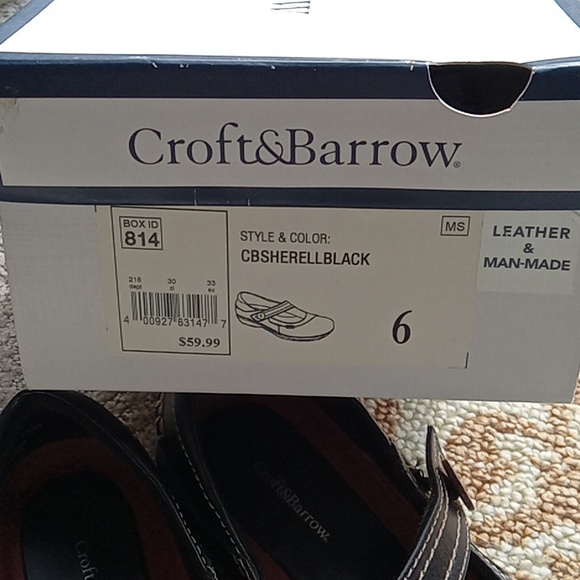 Croft&Barrow®
BOX ID
814
STYLE & COLOR:
CBSHERELLBLACK
MS
LEATHER
&
MAN-MADE
218 30 33
dept cl sc
4 00927 63147 7
$59.99
6
Croft&Barrow®
Croft&